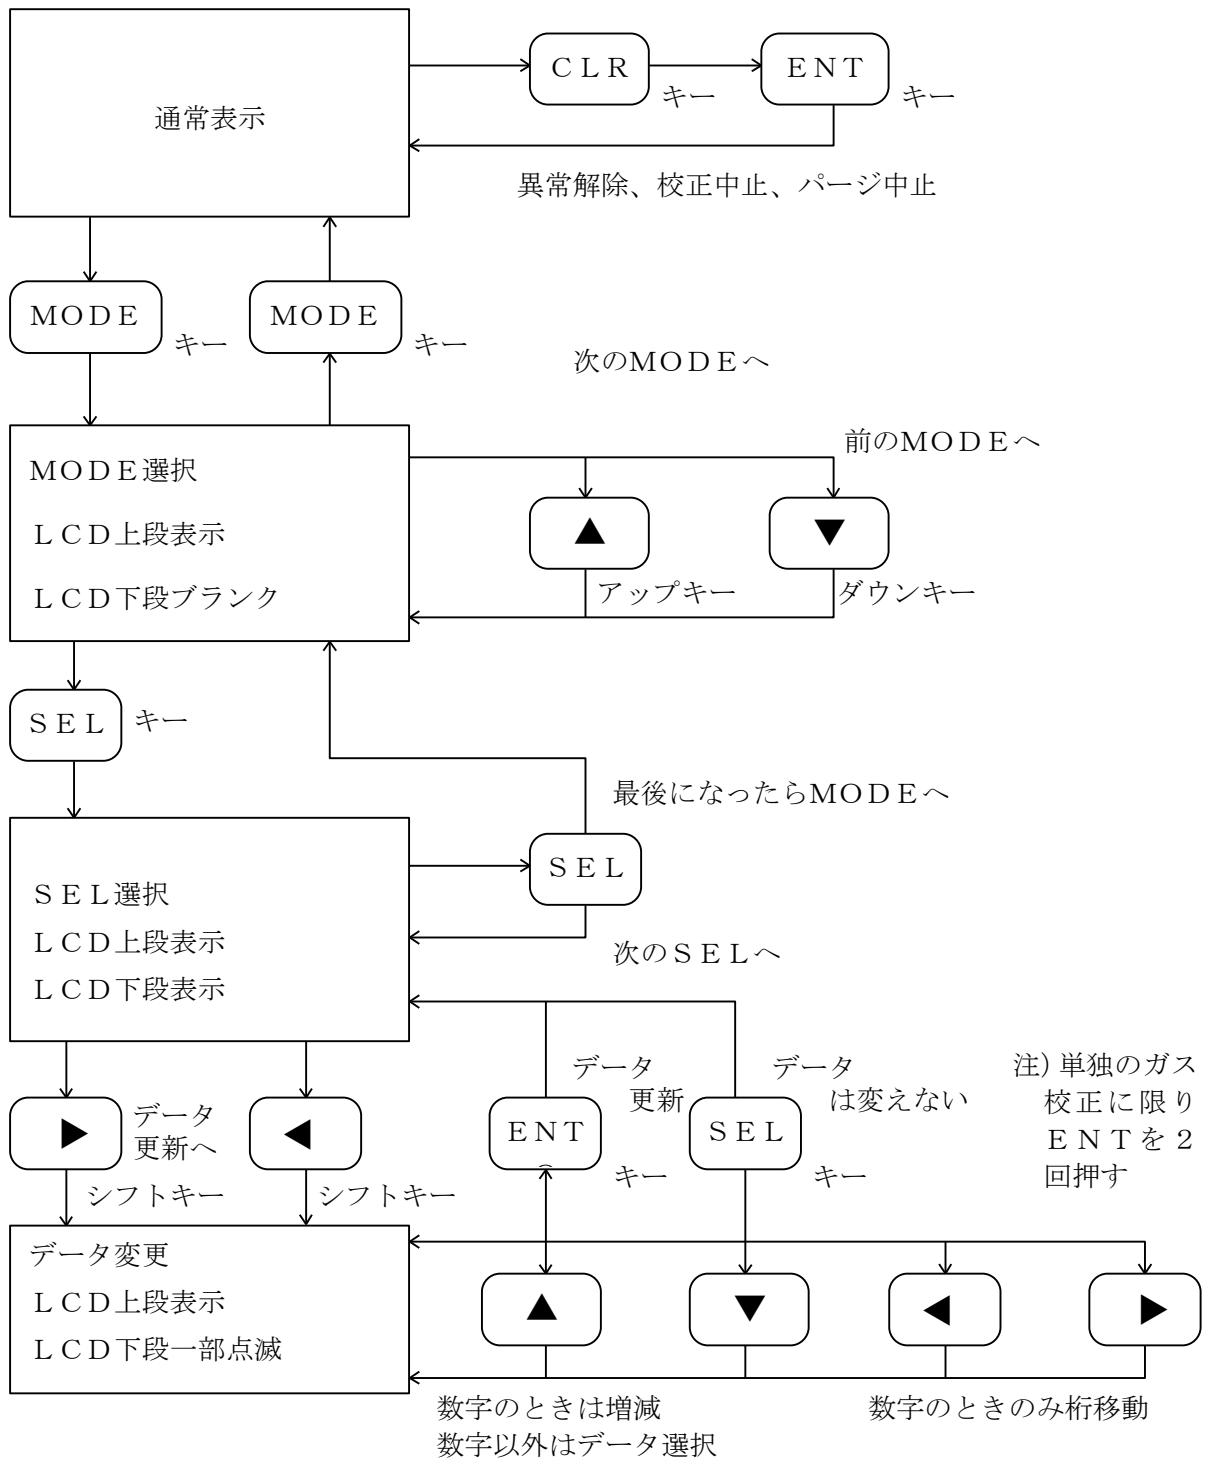 ＣＬＲ
キー
ＥＮＴ
キー
通常表示
異常解除、校正中止、パージ中止
ＭＯＤＥ
キー
ＭＯＤＥ
キー
次のＭＯＤＥへ
前のＭＯＤＥへ
ＭＯＤＥ選択
ＬＣＤ上段表示
ＬＣＤ下段ブランク
▲
アップキー
▼
ダウンキー
ＳＥＬ
キー
最後になったらＭＯＤＥへ
ＳＥＬ
ＳＥＬ選択
ＬＣＤ上段表示
ＬＣＤ下段表示
次のＳＥＬへ
▶
データ
更新へ
シフトキー
◀
シフトキー
データ
更新
ＥＮＴ
キー
データ
は変えない
ＳＥＬ
キー
注）単独のガス
校正に限り
ＥＮＴを２
回押す
データ変更
ＬＣＤ上段表示
ＬＣＤ下段一部点滅
▲
▼
◀
▶
数字のときは増減
数字以外はデータ選択
数字のときのみ桁移動